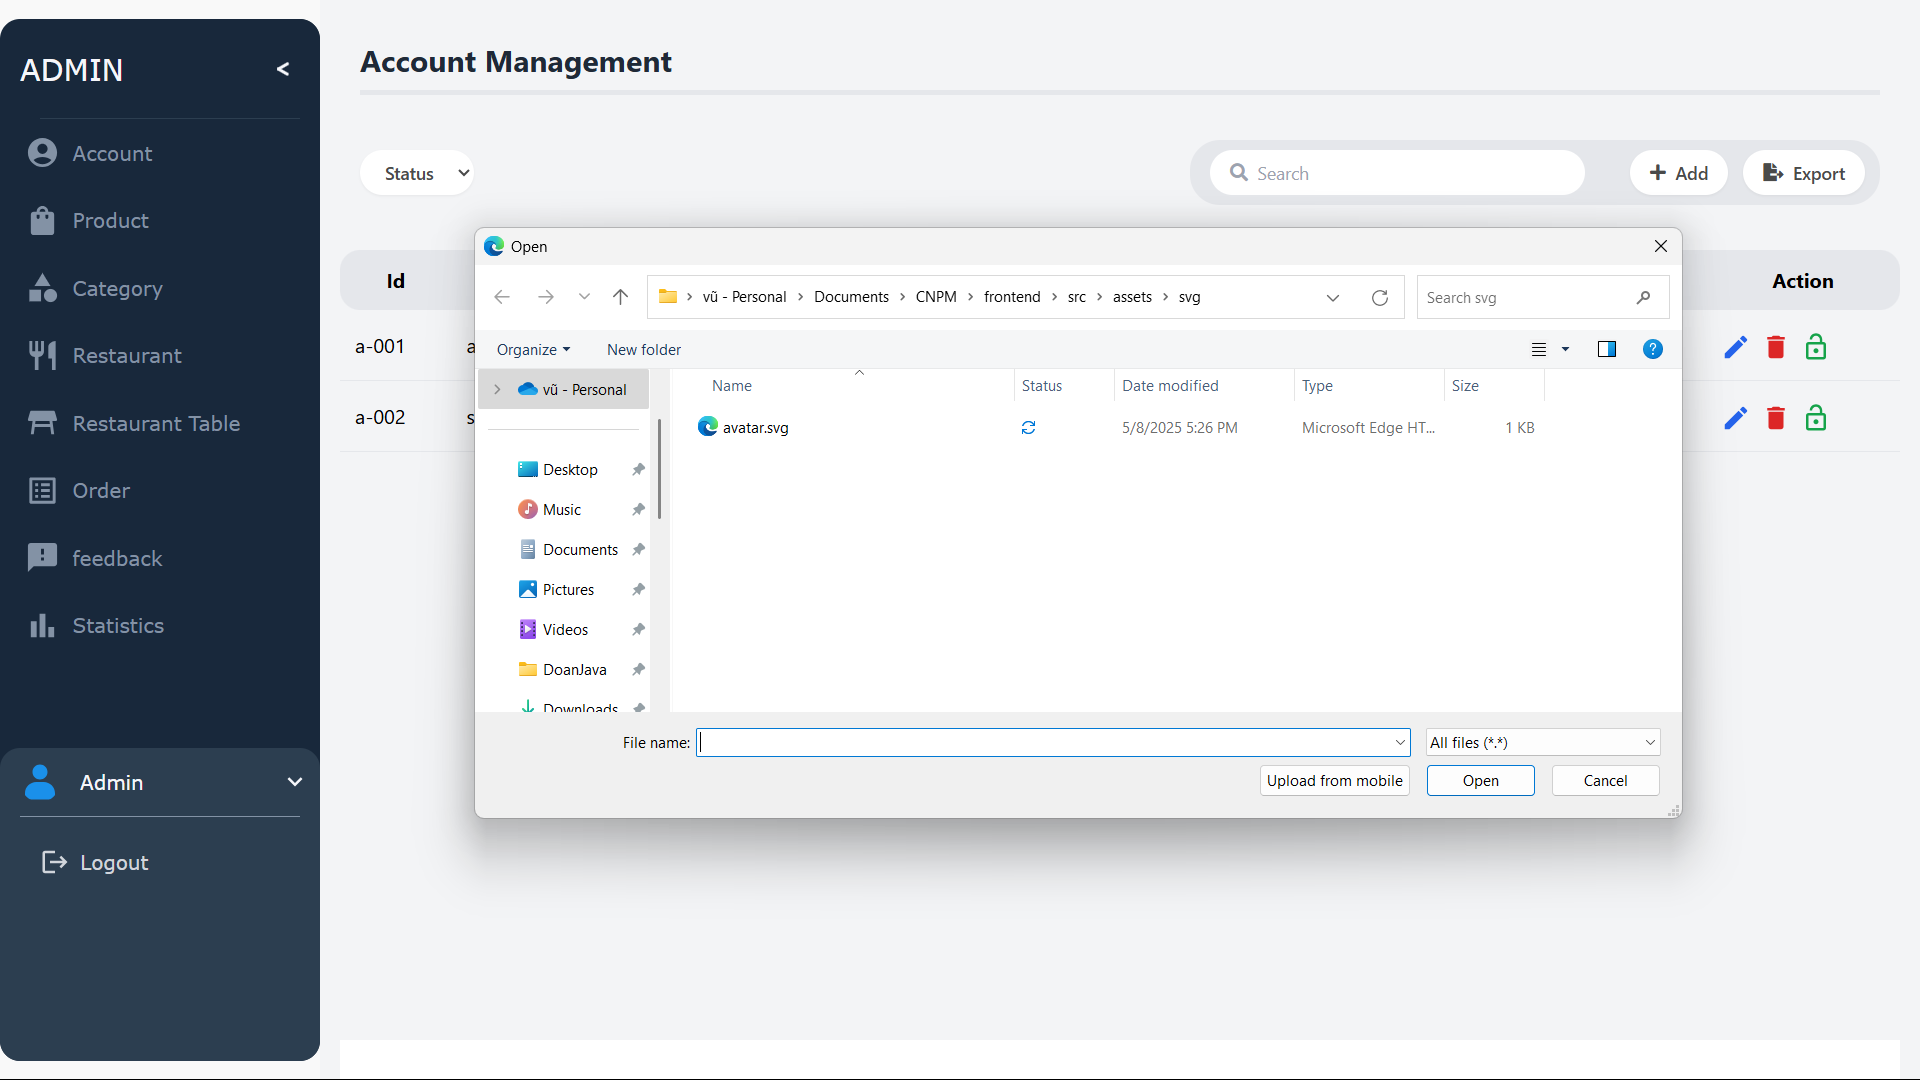 ADMIN <
Account
Product
Category
Restaurant
Restaurant Table
Order
feedback
Statistics
Admin
Logout
Account Management
Status
Search
Add
Export
Id
Action
a-001
a
a-002
s
Open
vũ - Personal > Documents > CNPM > frontend > src > assets > svg
Search svg
Organize
New folder
vũ - Personal
Desktop
Music
Documents
Pictures
Videos
DoanJava
Downloads
Name Status Date modified Type Size
avatar.svg 5/8/2025 5:26 PM Microsoft Edge HT... 1 KB
File name:
All files (*.*)
Upload from mobile
Open
Cancel